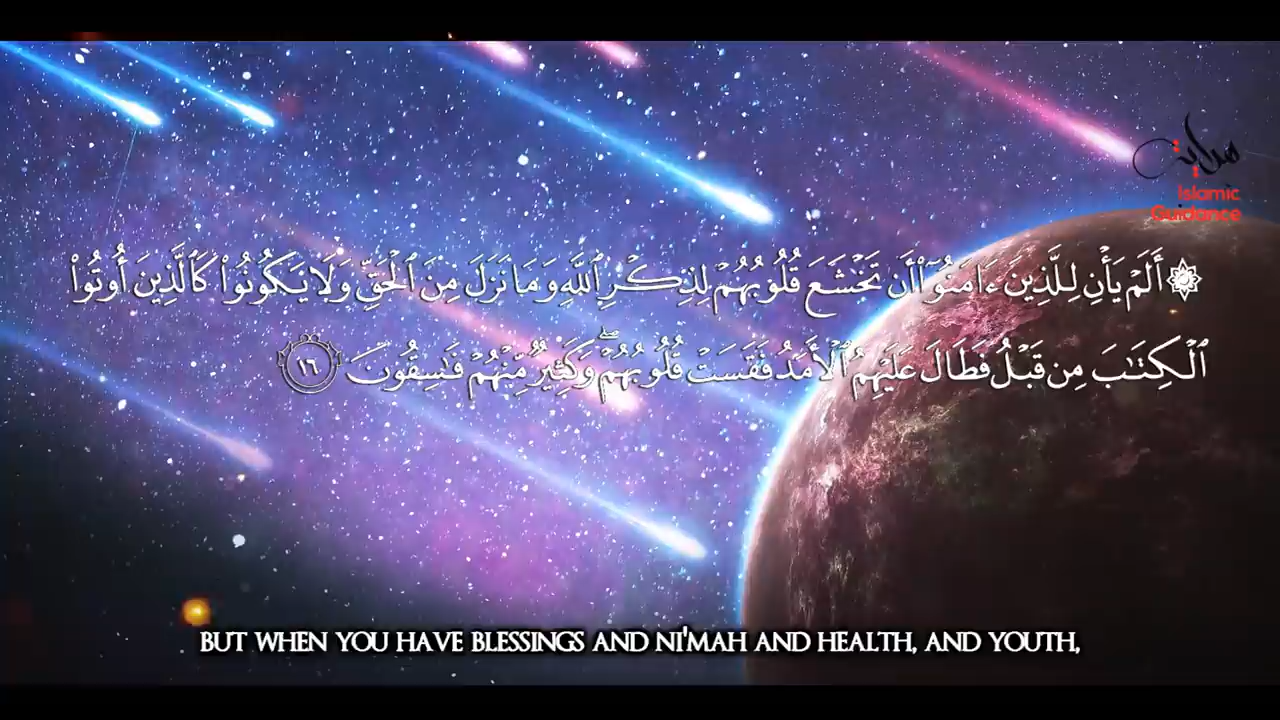 هداية
Islamic
Guidance
۞ أَلَمْ يَأْنِ لِلَّذِينَ ءَامَنُوٓا۟ أَن تَخْشَعَ قُلُوبُهُمْ لِذِكْرِ ٱللَّهِ وَمَا نَزَلَ مِنَ ٱلْحَقِّ وَلَا يَكُونُوا۟ كَٱلَّذِينَ أُوتُوا۟
ٱلْكِتَٰبَ مِن قَبْلُ فَطَالَ عَلَيْهِمُ ٱلْأَمَدُ فَقَسَتْ قُلُوبُهُمْ ۖ وَكَثِيرٌ مِّنْهُمْ فَٰسِقُونَ ١٦
BUT WHEN YOU HAVE BLESSINGS AND NI'MAH AND HEALTH, AND YOUTH,